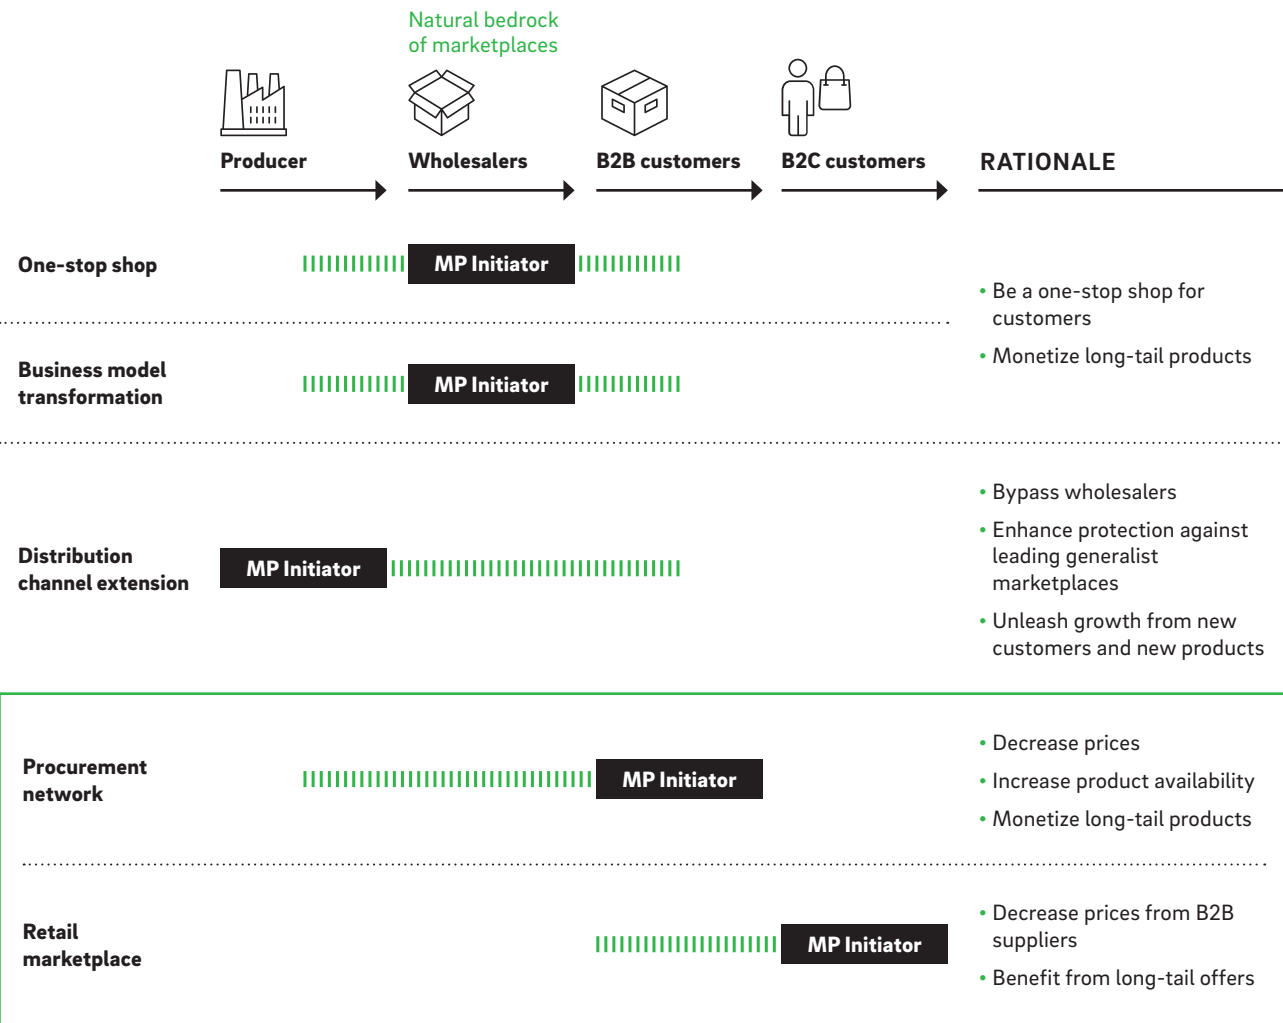 Natural bedrock
of marketplaces
Producer
Wholesalers
B2B customers
B2C customers
RATIONALE
One-stop shop
MP Initiator
• Be a one-stop shop for
customers
• Monetize long-tail products
Business model
transformation
MP Initiator
Distribution
channel extension
MP Initiator
• Bypass wholesalers
• Enhance protection against
leading generalist
marketplaces
• Unleash growth from new
customers and new products
Procurement
network
MP Initiator
• Decrease prices
• Increase product availability
• Monetize long-tail products
Retail
marketplace
MP Initiator
• Decrease prices from B2B
suppliers
• Benefit from long-tail offers